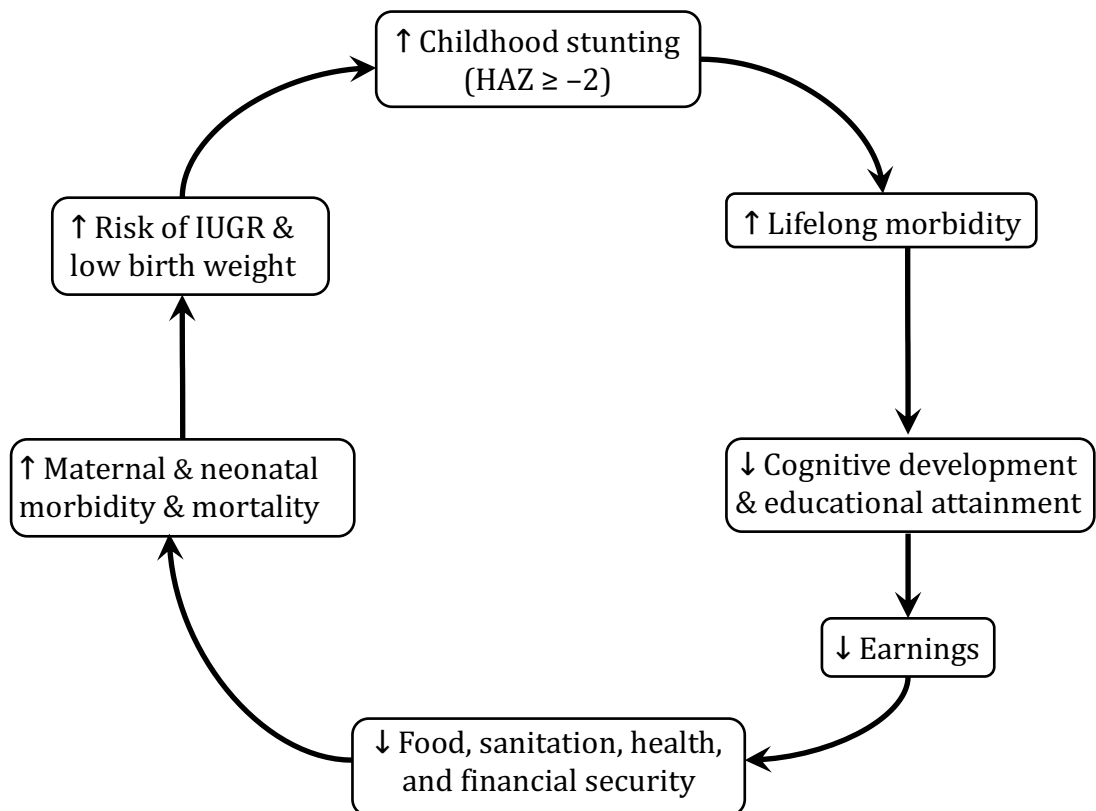 ↑ Childhood stunting
(HAZ ≥ –2)
↑ Lifelong morbidity
↓ Cognitive development
& educational attainment
↓ Earnings
↓ Food, sanitation, health,
and financial security
↑ Maternal & neonatal
morbidity & mortality
↑ Risk of IUGR &
low birth weight